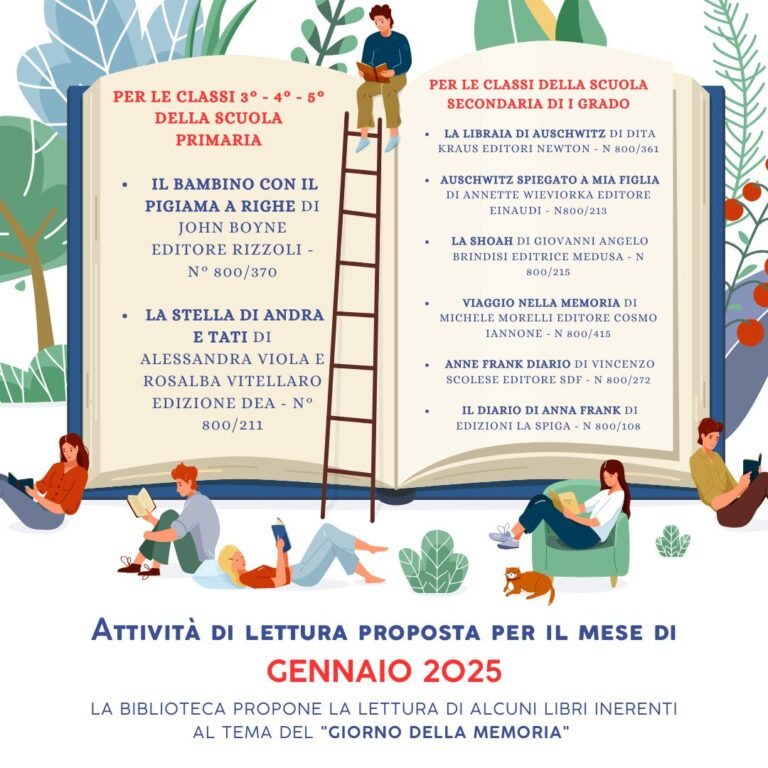 PER LE CLASSI 3° - 4° - 5°
DELLA SCUOLA
PRIMARIA
• IL BAMBINO CON IL
PIGIAMA A RIGHE DI
JOHN BOYNE
EDITORE RIZZOLI -
N° 800/370
• LA STELLA DI ANDRA
E TATI DI
ALESSANDRA VIOLA E
ROSALBA VITELLARO
EDIZIONE DEA - N°
800/211
PER LE CLASSI DELLA SCUOLA
SECONDARIA DI I GRADO
• LA LIBRAIA DI AUSCHWITZ DI DITA
KRAUS EDITORI NEWTON - N 800/361
• AUSCHWITZ SPIEGATO A MIA FIGLIA
DI ANNETTE WIEVIORKA EDITORE
EINAUDI - N800/213
• LA SHOAH DI GIOVANNI ANGELO
BRINDISI EDITRICE MEDUSA - N
800/215
• VIAGGIO NELLA MEMORIA DI
MICHELE MORELLI EDITORE COSMO
IANNONE - N 800/415
• ANNE FRANK DIARIO DI VINCENZO
SCOLESE EDITORE SDF - N 800/272
• IL DIARIO DI ANNA FRANK DI
EDIZIONI LA SPIGA - N 800/108
ATTIVITÀ DI LETTURA PROPOSTA PER IL MESE DI
GENNAIO 2025
LA BIBLIOTECA PROPONE LA LETTURA DI ALCUNI LIBRI INERENTI
AL TEMA DEL "GIORNO DELLA MEMORIA"